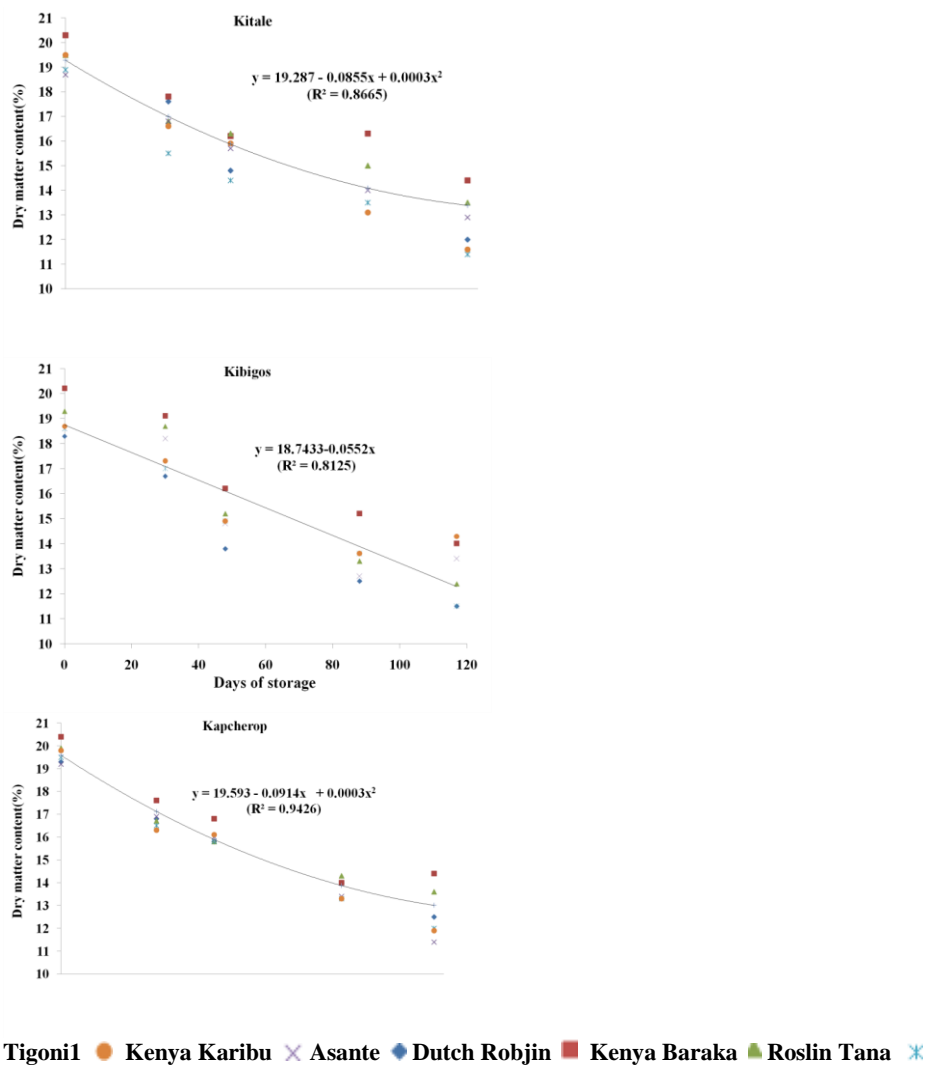 Kitale
y = 19.287 - 0.0855x + 0.0003x²
(R² = 0.8665)
Dry matter content(%)
21
20
19
18
17
16
15
14
13
12
11
10
Kibigos
y = 18.7433-0.0552x
(R² = 0.8125)
Dry matter content(%)
21
20
19
18
17
16
15
14
13
12
11
10
0 20 40 60 80 100 120
Days of storage
Kapcherop
y = 19.593 - 0.0914x + 0.0003x²
(R² = 0.9426)
Dry matter content(%)
21
20
19
18
17
16
15
14
13
12
11
10
Tigoni1 Kenya Karibu Asante Dutch Robjin Kenya Baraka Roslin Tana